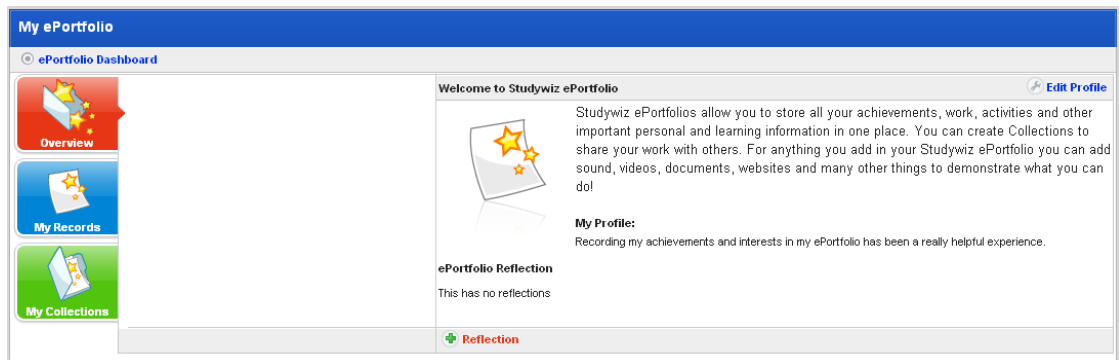 My ePortfolio
ePortfolio Dashboard
Overview
My Records
My Collections
Welcome to Studywiz ePortfolio
Edit Profile
Studywiz ePortfolios allow you to store all your achievements, work, activities and other
important personal and learning information in one place. You can create Collections to
share your work with others. For anything you add in your Studywiz ePortfolio you can add
sound, videos, documents, websites and many other things to demonstrate what you can
do!
My Profile:
Recording my achievements and interests in my ePortfolio has been a really helpful experience.
ePortfolio Reflection
This has no reflections
Reflection